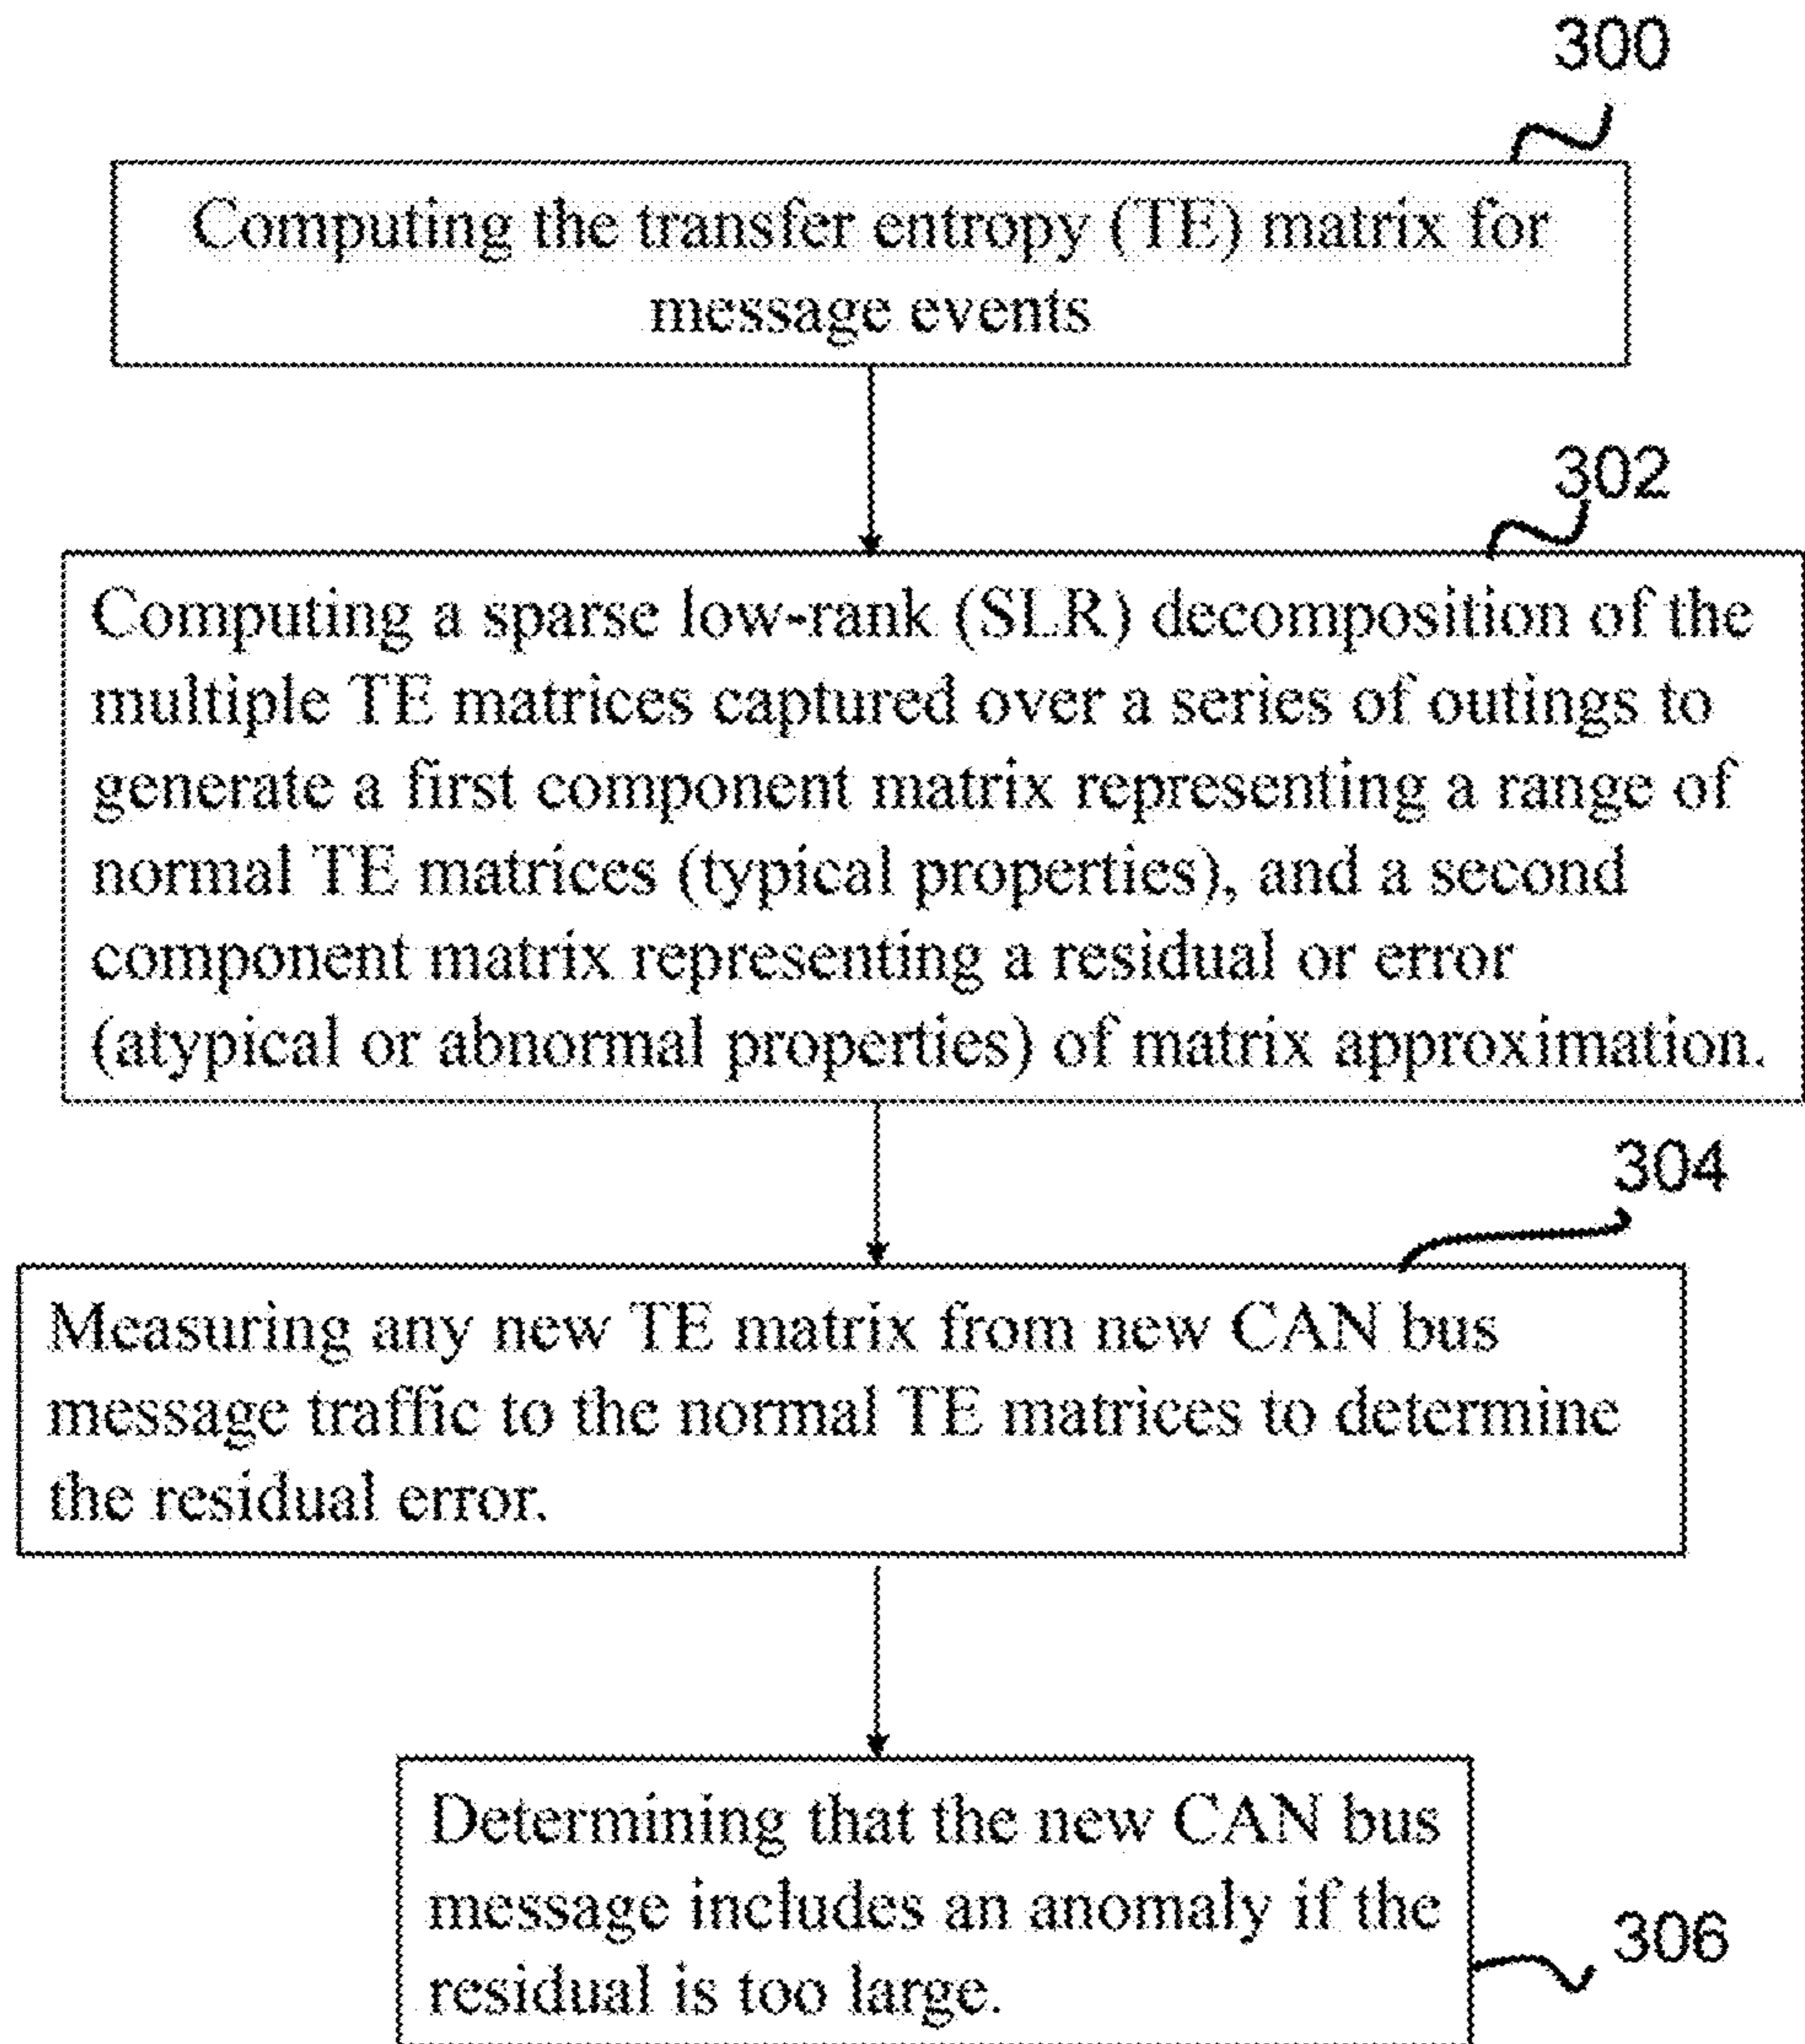 300
Computing the transfer entropy (TE) matrix for
message events
302
Computing a sparse low-rank (SLR) decomposition of the
multiple TE matrices captured over a series of outings to
generate a first component matrix representing a range of
normal TE matrices (typical properties), and a second
component matrix representing a residual or error
(atypical or abnormal properties) of matrix approximation.
304
Measuring any new TE matrix from new CAN bus
message traffic to the normal TE matrices to determine
the residual error.
Determining that the new CAN bus
message includes an anomaly if the
residual is too large.
306